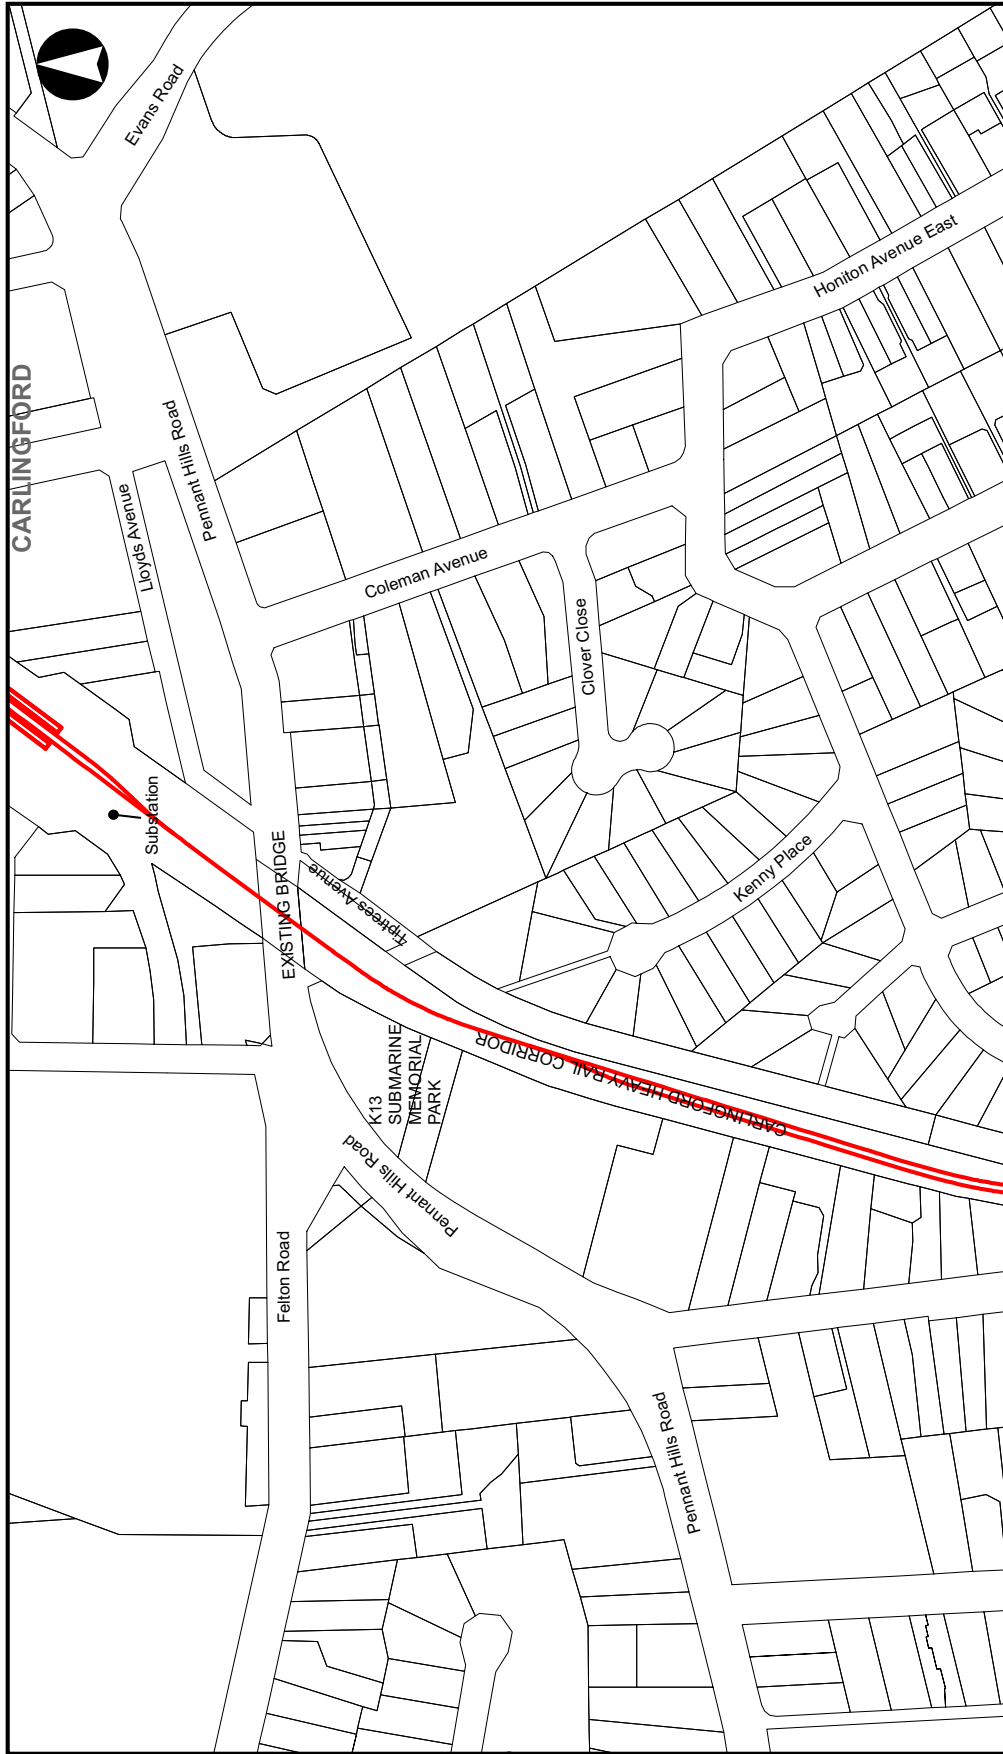 Evans Road
CARLINGFORD
Pennant Hills Road
Lloyds Avenue
Honiton Avenue East
Coleman Avenue
Clover Close
Substation
EXISTING BRIDGE
Tiptrees Avenue
Kenny Place
CARLINGFORD HEAVY RAIL CORRIDOR
K13
SUBMARINE
MEMORIAL
PARK
Pennant Hills Road
Felton Road
Pennant Hills Road